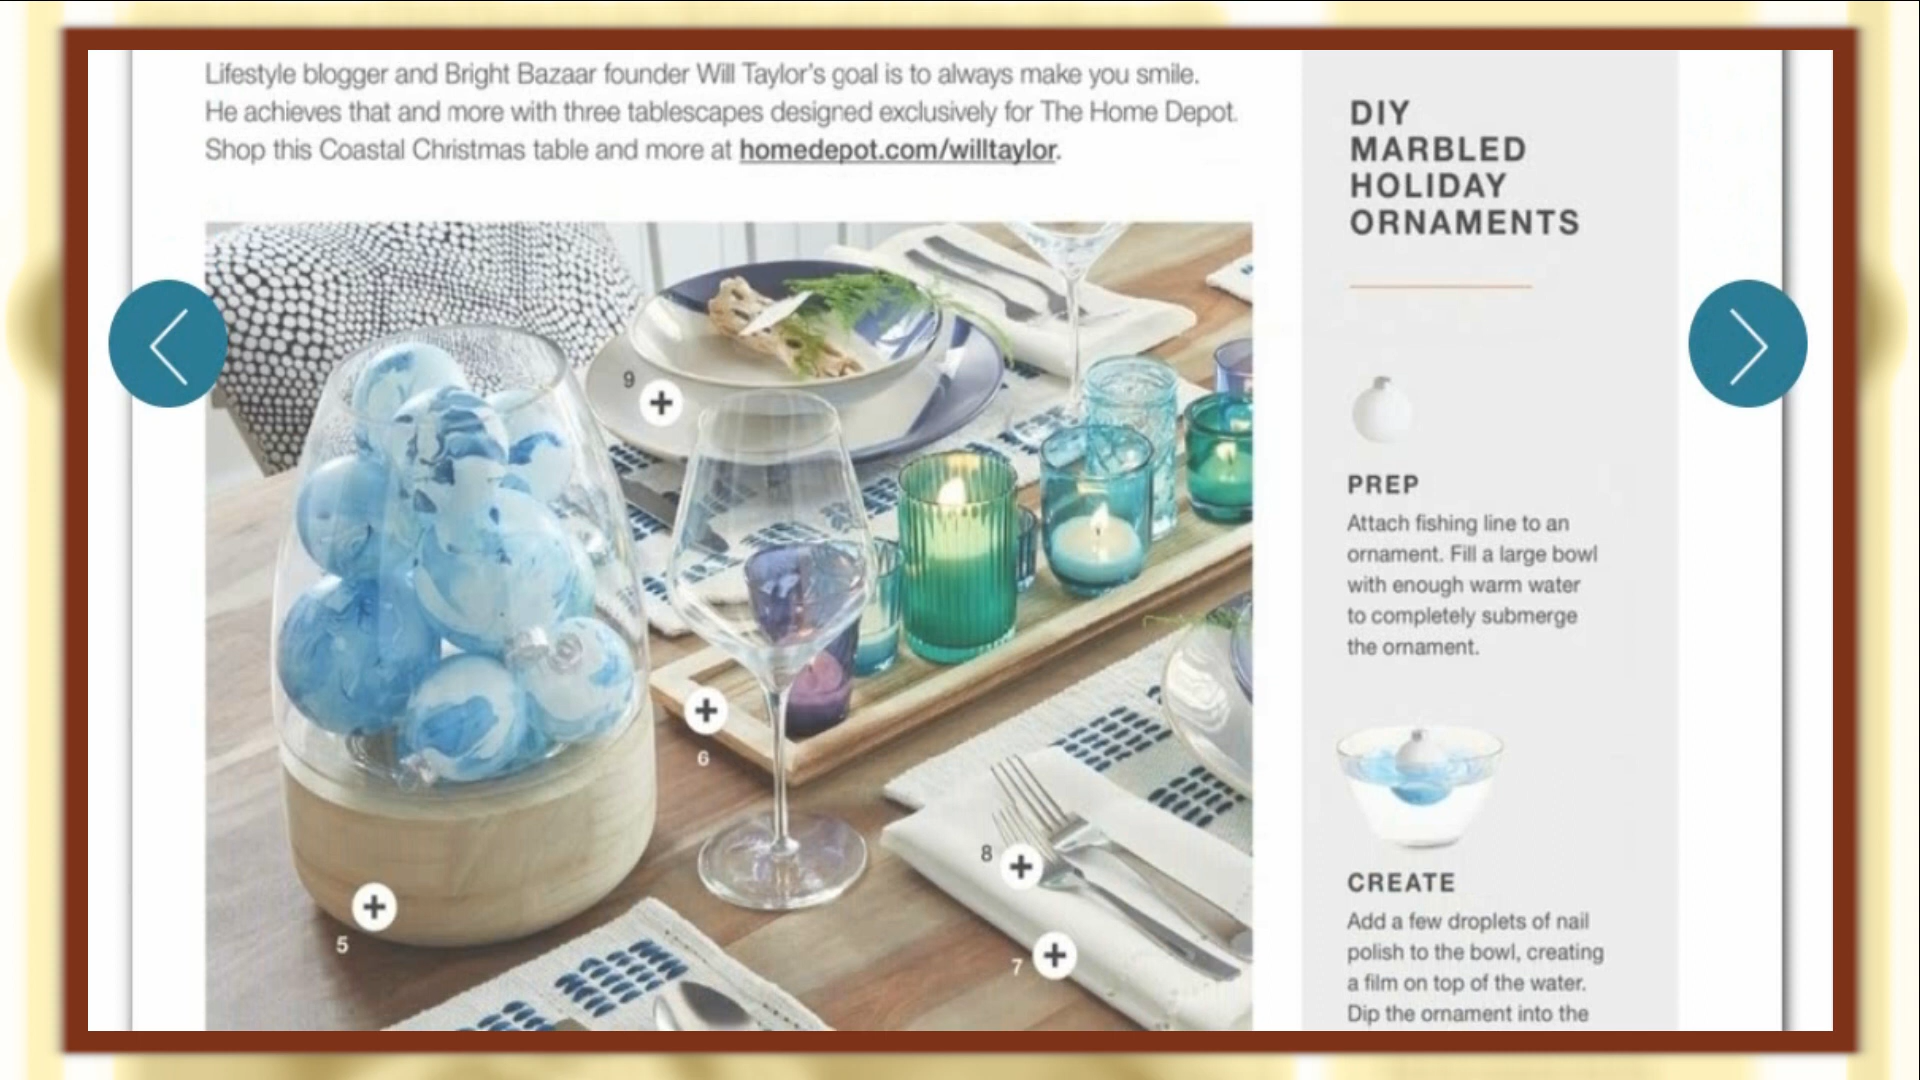 Lifestyle blogger and Bright Bazaar founder Will Taylor's goal is to always make you smile.
He achieves that and more with three tablescapes designed exclusively for The Home Depot.
Shop this Coastal Christmas table and more at homedepot.com/willtaylor.
9
6
8
5
7
DIY
MARBLED
HOLIDAY
ORNAMENTS
PREP
Attach fishing line to an
ornament. Fill a large bowl
with enough warm water
to completely submerge
the ornament.
CREATE
Add a few droplets of nail
polish to the bowl, creating
a film on top of the water.
Dip the ornament into the